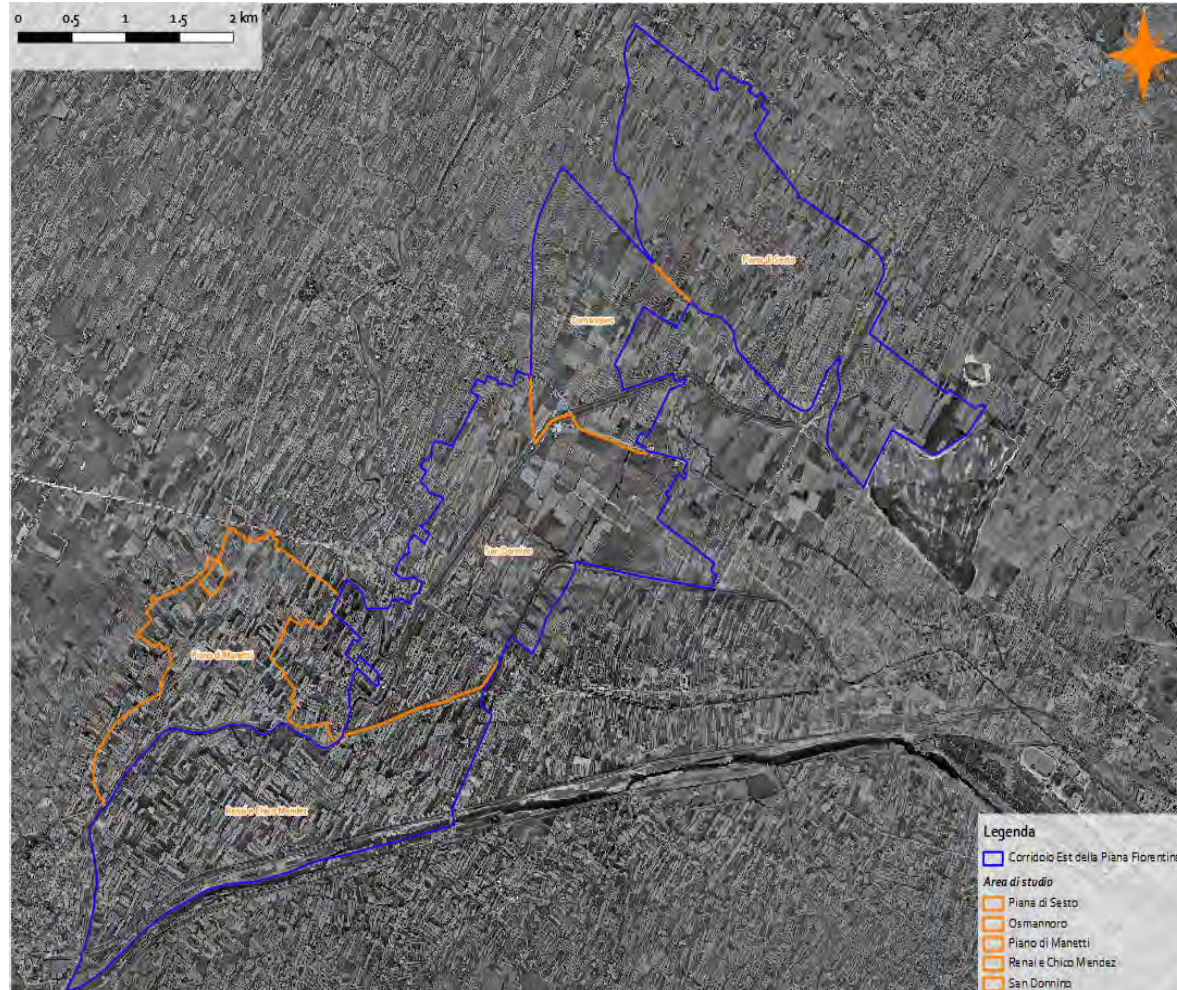 0 0.5 1 1.5 2 km
Piana di Sesto
Osmannoro
San Donnino
Piano di Manetti
Renai e Chico Mendez
Legenda
Corridoio Est della Piana Fiorentina
Area di studio
Piana di Sesto
Osmannoro
Piano di Manetti
Renai e Chico Mendez
San Donnino